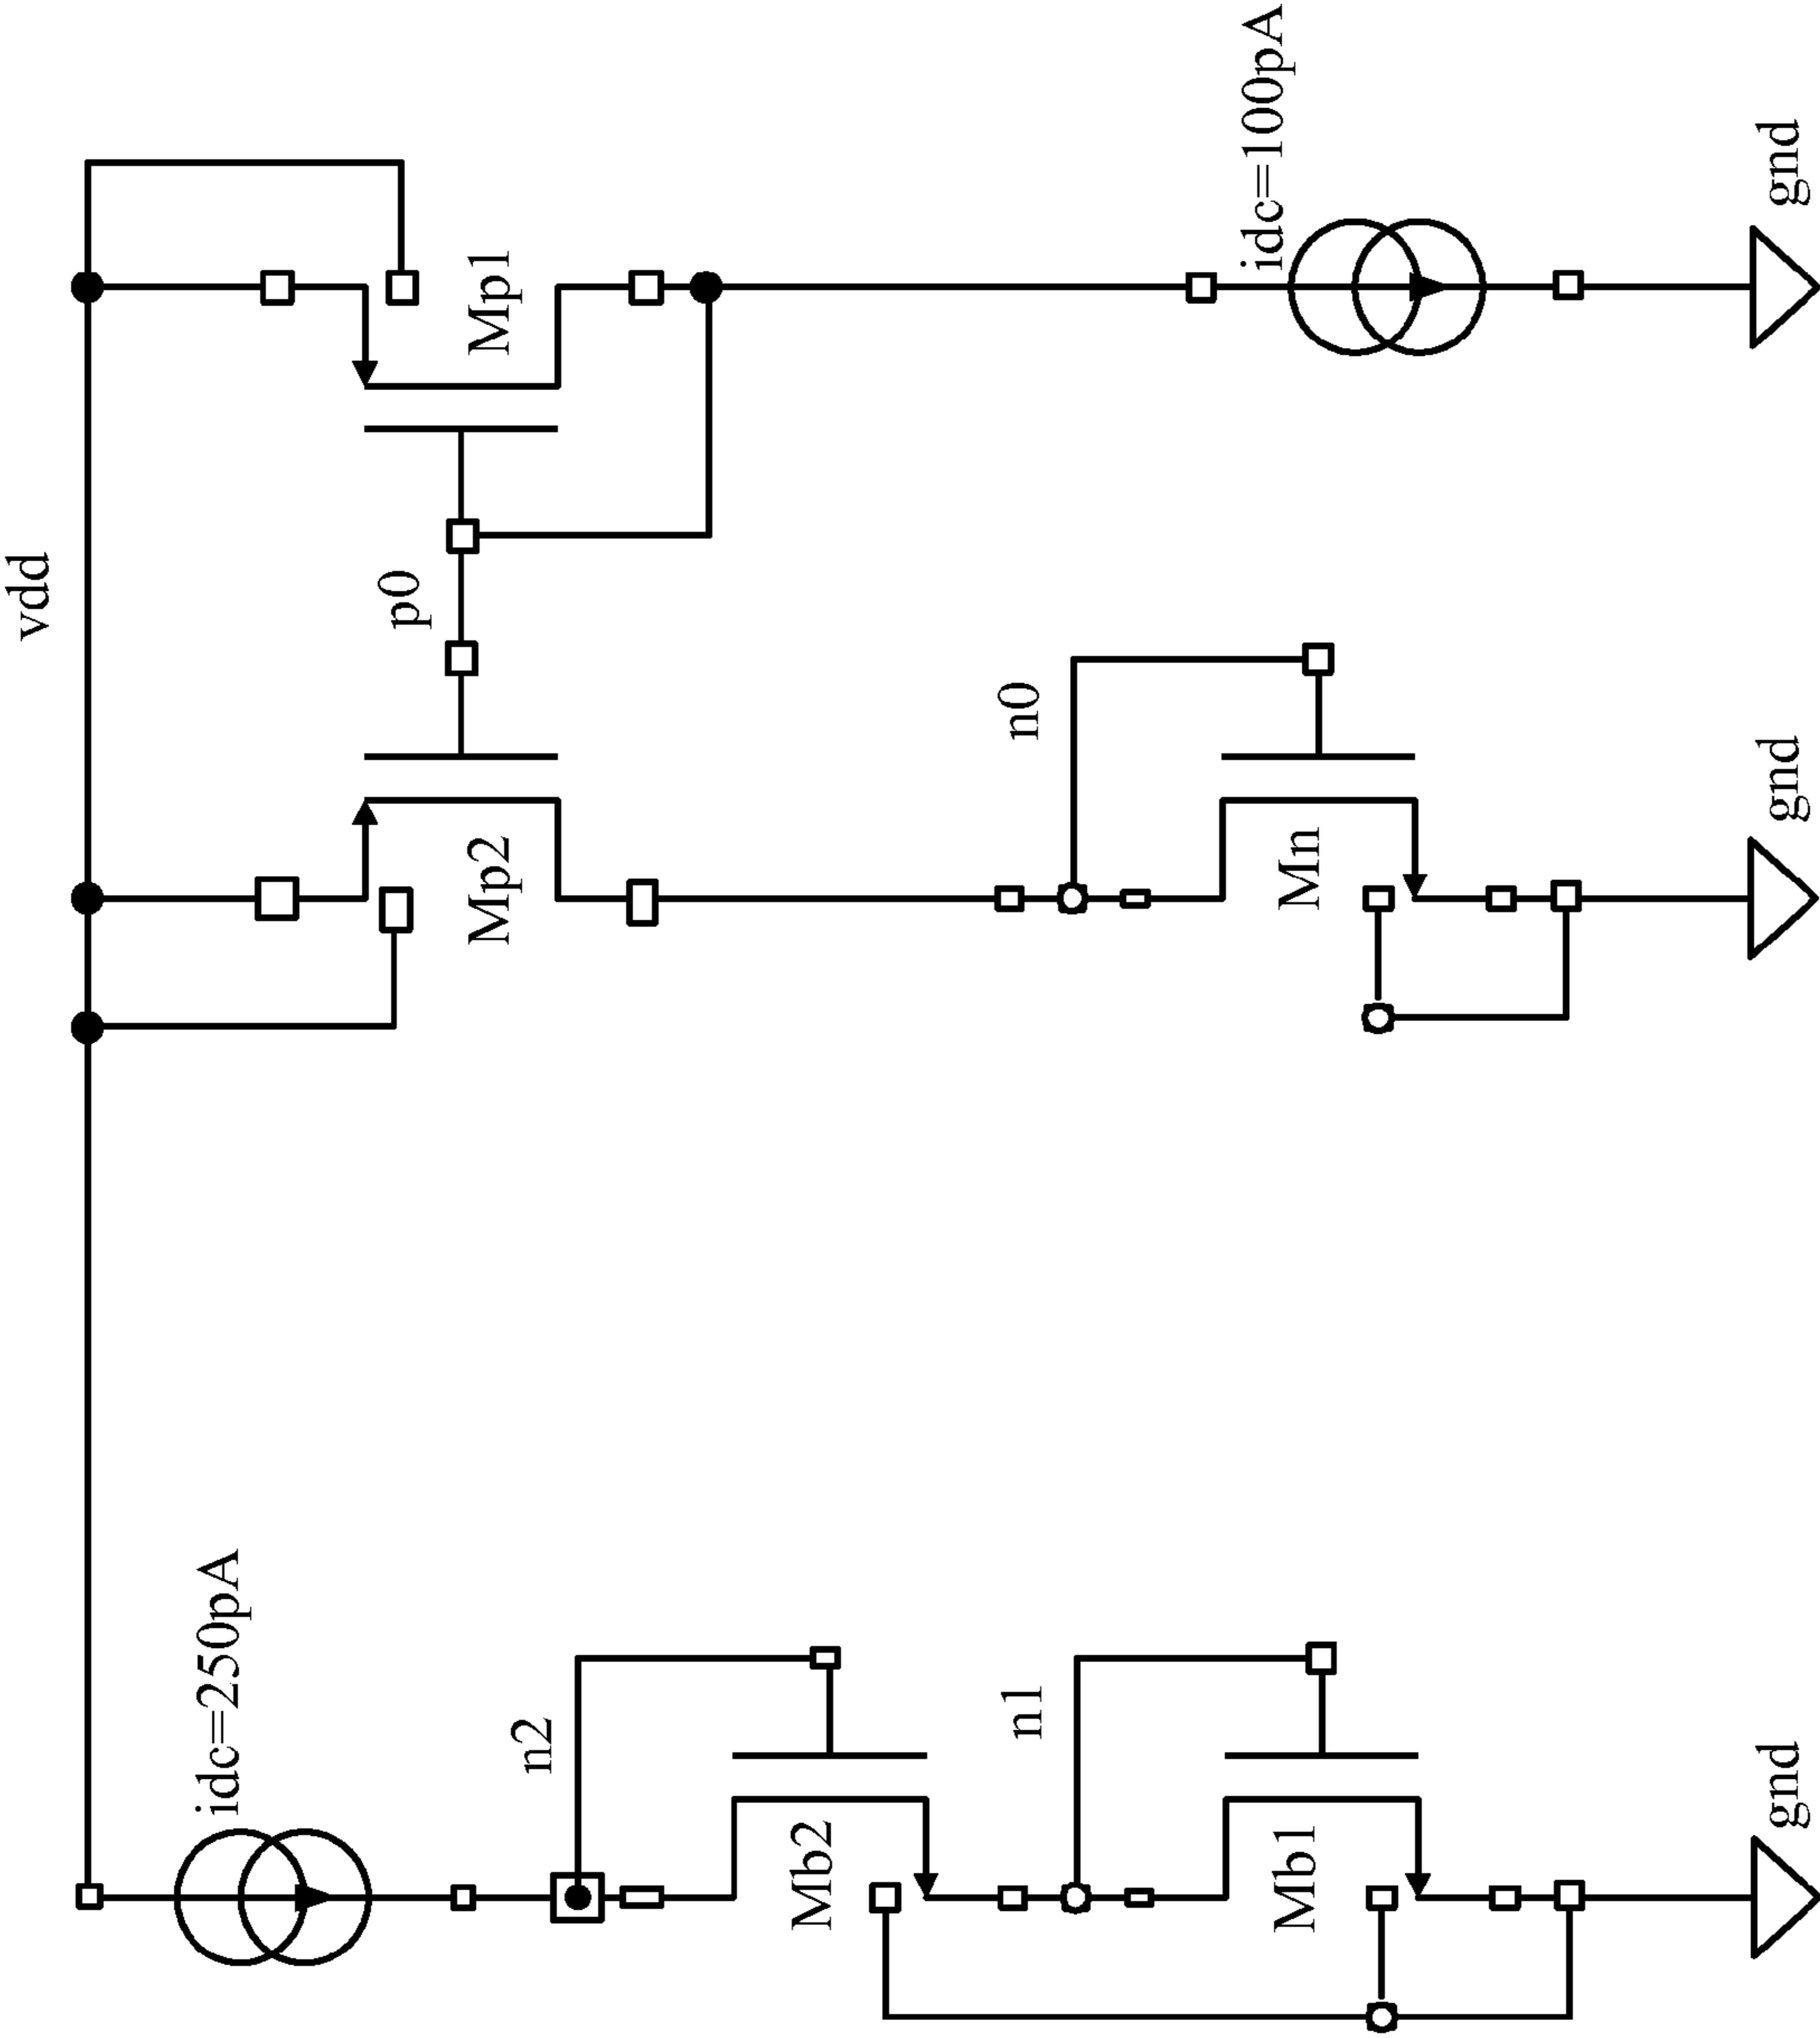 vdd
idc=250pA
n2
Mb2
n1
Mb1
gnd
p0
Mp2
Mp1
n0
Mn
gnd
idc=100pA
gnd